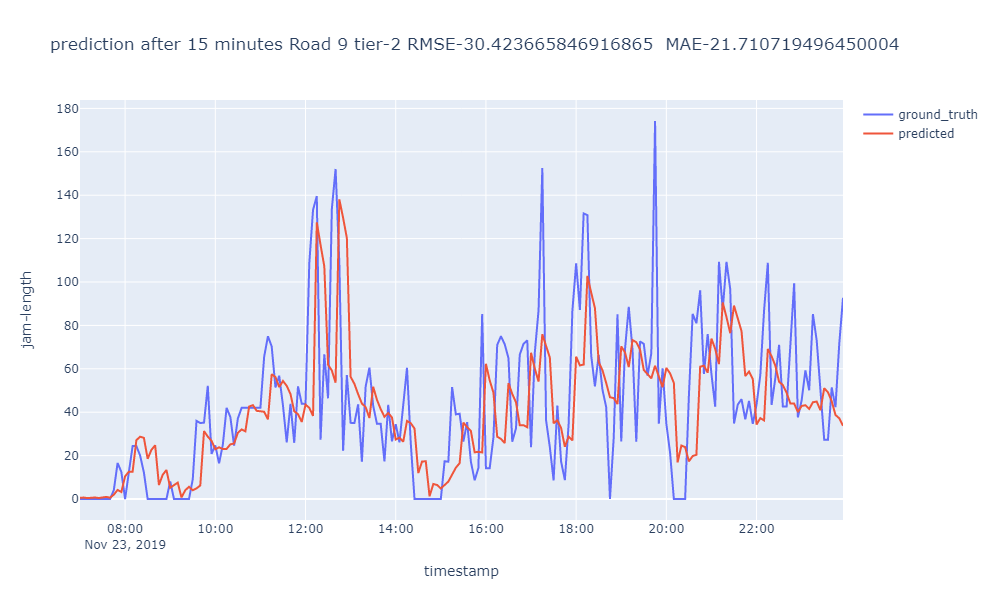 prediction after 15 minutes Road 9 tier-2 RMSE-30.423665846916865  MAE-21.710719496450004
ground_truth
predicted
180
160
140
120
100
80
60
40
20
0
jam-length
08:00 10:00 12:00 14:00 16:00 18:00 20:00 22:00
Nov 23, 2019
timestamp